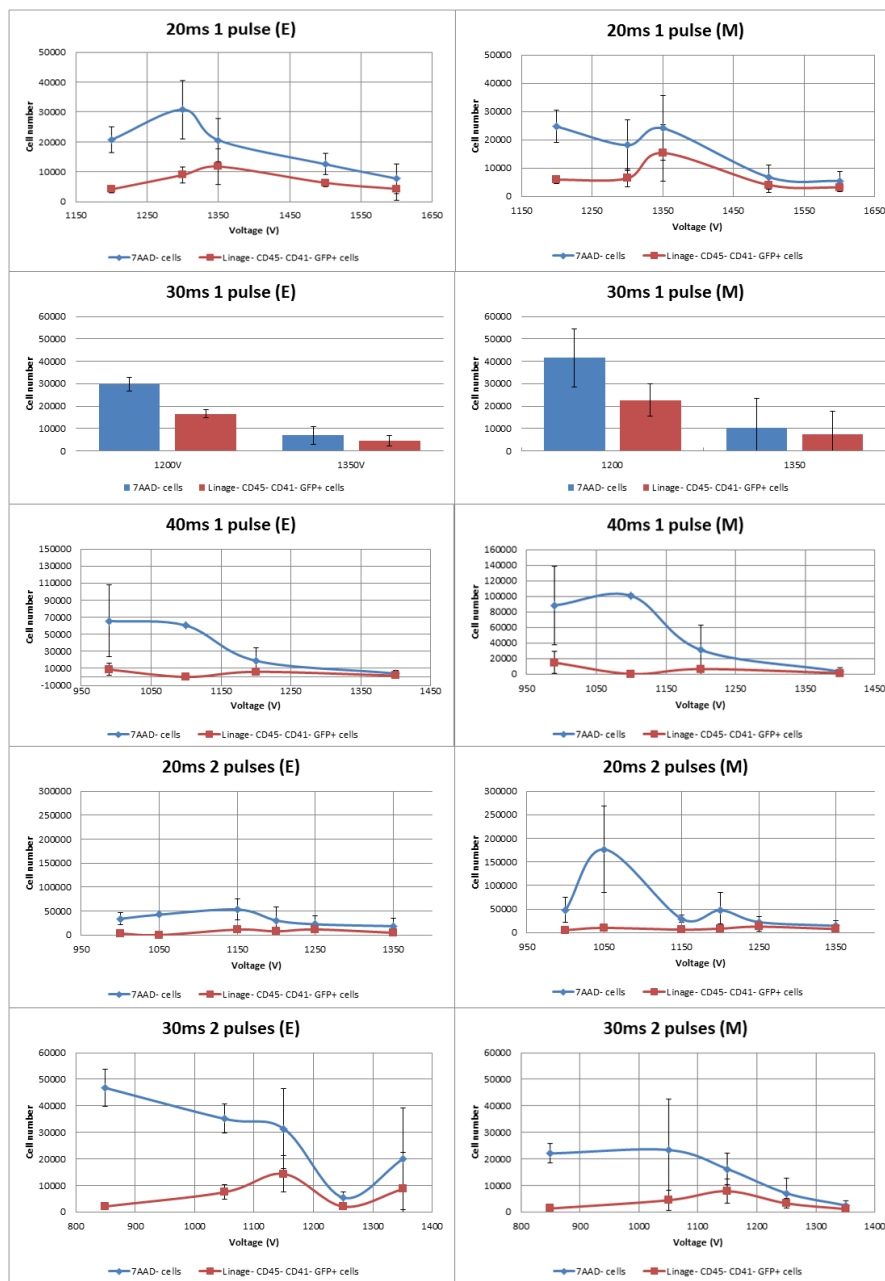 20ms 1 pulse (E)
Cell number
50000
40000
30000
20000
10000
0
1150 1250 1350 1450 1550 1650
Voltage (V)
7AAD- cells Linage- CD45- CD41- GFP+ cells
20ms 1 pulse (M)
Cell number
50000
40000
30000
20000
10000
0
1150 1250 1350 1450 1550 1650
Voltage (V)
7AAD- cells Linage- CD45- CD41- GFP+ cells
30ms 1 pulse (E)
Cell number
60000
50000
40000
30000
20000
10000
0
1200V 1350V
7AAD- cells Linage- CD45- CD41- GFP+ cells
30ms 1 pulse (M)
Cell number
60000
50000
40000
30000
20000
10000
0
1200 1350
7AAD- cells Linage- CD45- CD41- GFP+ cells
40ms 1 pulse (E)
Cell number
150000
130000
110000
90000
70000
50000
30000
10000
-10000
950 1050 1150 1250 1350 1450
Voltage (V)
7AAD- cells Linage- CD45- CD41- GFP+ cells
40ms 1 pulse (M)
Cell number
160000
140000
120000
100000
80000
60000
40000
20000
0
950 1050 1150 1250 1350 1450
Voltage (V)
7AAD- cells Linage- CD45- CD41- GFP+ cells
20ms 2 pulses (E)
Cell number
300000
250000
200000
150000
100000
50000
0
950 1050 1150 1250 1350
Voltage (V)
7AAD- cells Linage- CD45- CD41- GFP+ cells
20ms 2 pulses (M)
Cell number
300000
250000
200000
150000
100000
50000
0
950 1050 1150 1250 1350
Voltage (V)
7AAD- cells Linage- CD45- CD41- GFP+ cells
30ms 2 pulses (E)
Cell number
60000
50000
40000
30000
20000
10000
0
800 900 1000 1100 1200 1300 1400
Voltage (V)
7AAD- cells Linage- CD45- CD41- GFP+ cells
30ms 2 pulses (M)
Cell number
60000
50000
40000
30000
20000
10000
0
800 900 1000 1100 1200 1300 1400
Voltage (V)
7AAD- cells Linage- CD45- CD41- GFP+ cells